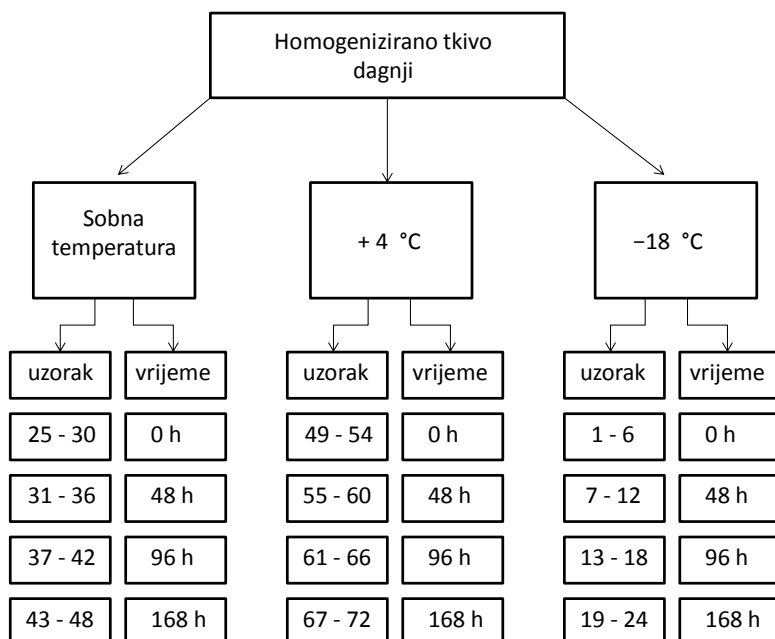 Homogenizirano tkivo
dagnji
Sobna
temperatura
+ 4 °C
−18 °C
uzorak vrijeme uzorak vrijeme uzorak vrijeme
25 - 30 0 h 49 - 54 0 h 1 - 6 0 h
31 - 36 48 h 55 - 60 48 h 7 - 12 48 h
37 - 42 96 h 61 - 66 96 h 13 - 18 96 h
43 - 48 168 h 67 - 72 168 h 19 - 24 168 h